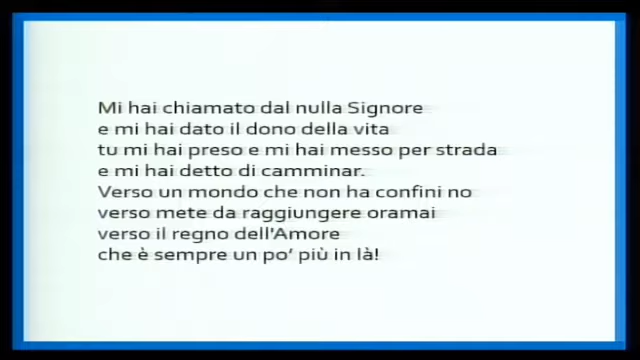 Mi hai chiamato dal nulla Signore
e mi hai dato il dono della vita
tu mi hai preso e mi hai messo per strada
e mi hai detto di camminar.
Verso un mondo che non ha confini no
verso mete da raggiungere oramai
verso il regno dell'Amore
che è sempre un po’ più in là!